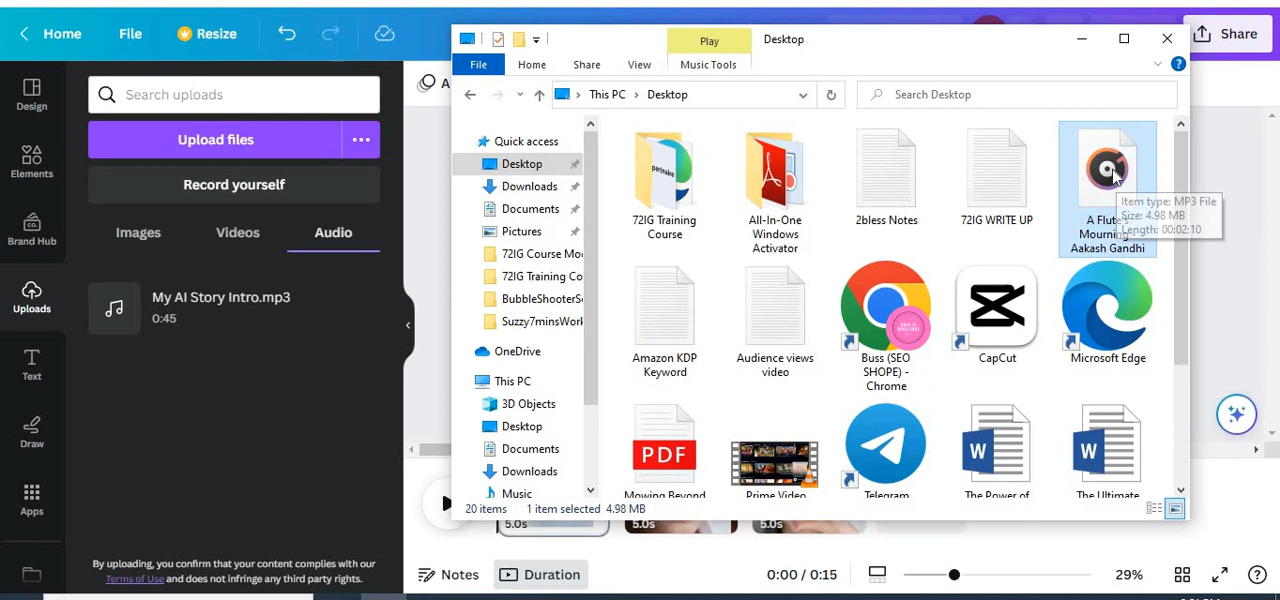 Home
File
Resize
Share
Search uploads
Upload files
Record yourself
Images
Videos
Audio
My AI Story Intro.mp3
0:45
By uploading, you confirm that your content complies with our
Terms of Use and does not infringe any third party rights.
Design
Elements
Brand Hub
Uploads
Text
Draw
Apps
A
Play
Desktop
File
Home
Share
View
Music Tools
This PC
Desktop
Search Desktop
Quick access
Desktop
Downloads
Documents
Pictures
72IG Course Mo
72IG Training Co
BubbleShooterSe
Suzzy7minsWork
OneDrive
This PC
3D Objects
Desktop
Documents
Downloads
Music
72IG Training
Course
All-In-One
Windows
Activator
2bless Notes
72IG WRITE UP
A Flute's
Mourning
Aakash Gandhi
Item type: MP3 File
Size: 4.98 MB
Length: 00:02:10
Amazon KDP
Keyword
Audience views
video
Buss (SEO
SHOPE) -
Chrome
CapCut
Microsoft Edge
PDF
Mowing Beyond
Prime Video
Telegram
W
The Power of
W
The Ultimate
20 items
1 item selected
4.98 MB
5.0s
5.0s
5.0s
Notes
Duration
0:00 / 0:15
29%